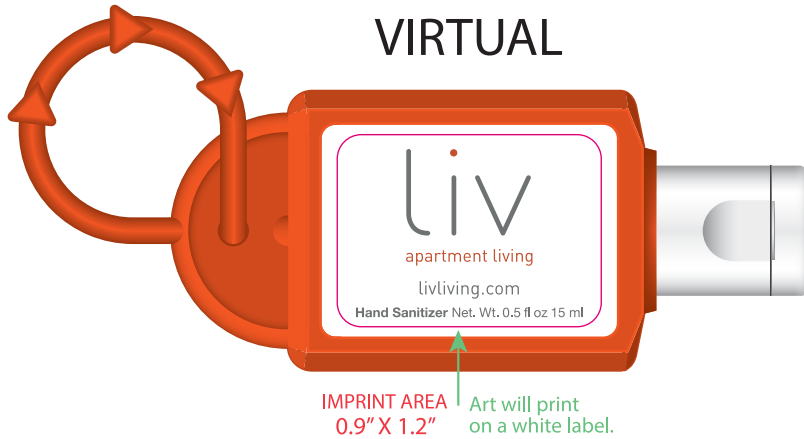 VIRTUAL
liv
apartment living
livliving.com
Hand Sanitizer Net. Wt. 0.5 fl oz 15 ml
IMPRINT AREA
0.9” X 1.2”
Art will print
on a white label.